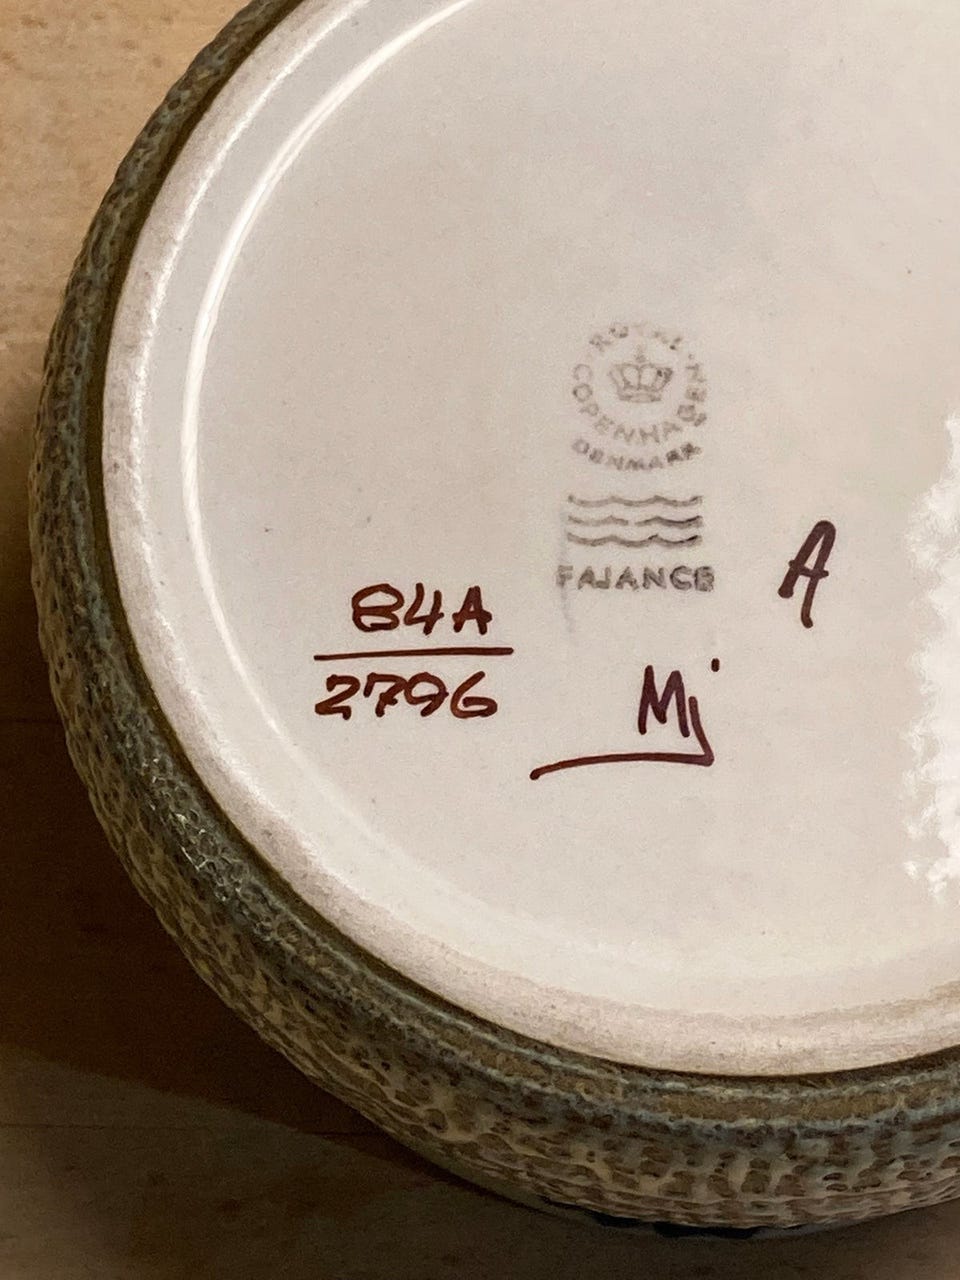 ROYAL
COPENHAGEN
DENMARK
FAJANCE
A
84A
2796
Mj